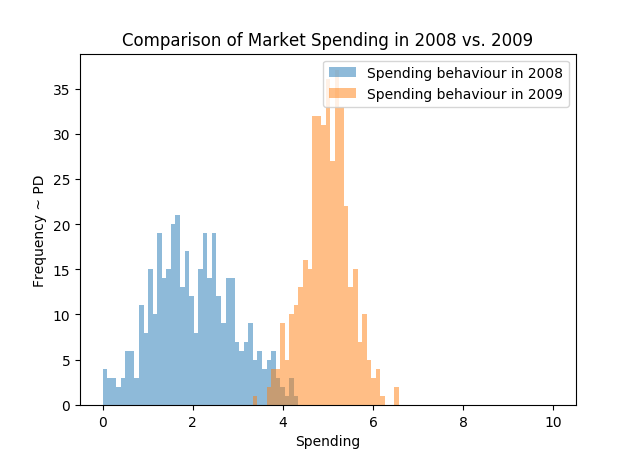 Comparison of Market Spending in 2008 vs. 2009
Spending behaviour in 2008
Spending behaviour in 2009
Frequency ~ PD
35
30
25
20
15
10
5
0
0 2 4 6 8 10
Spending